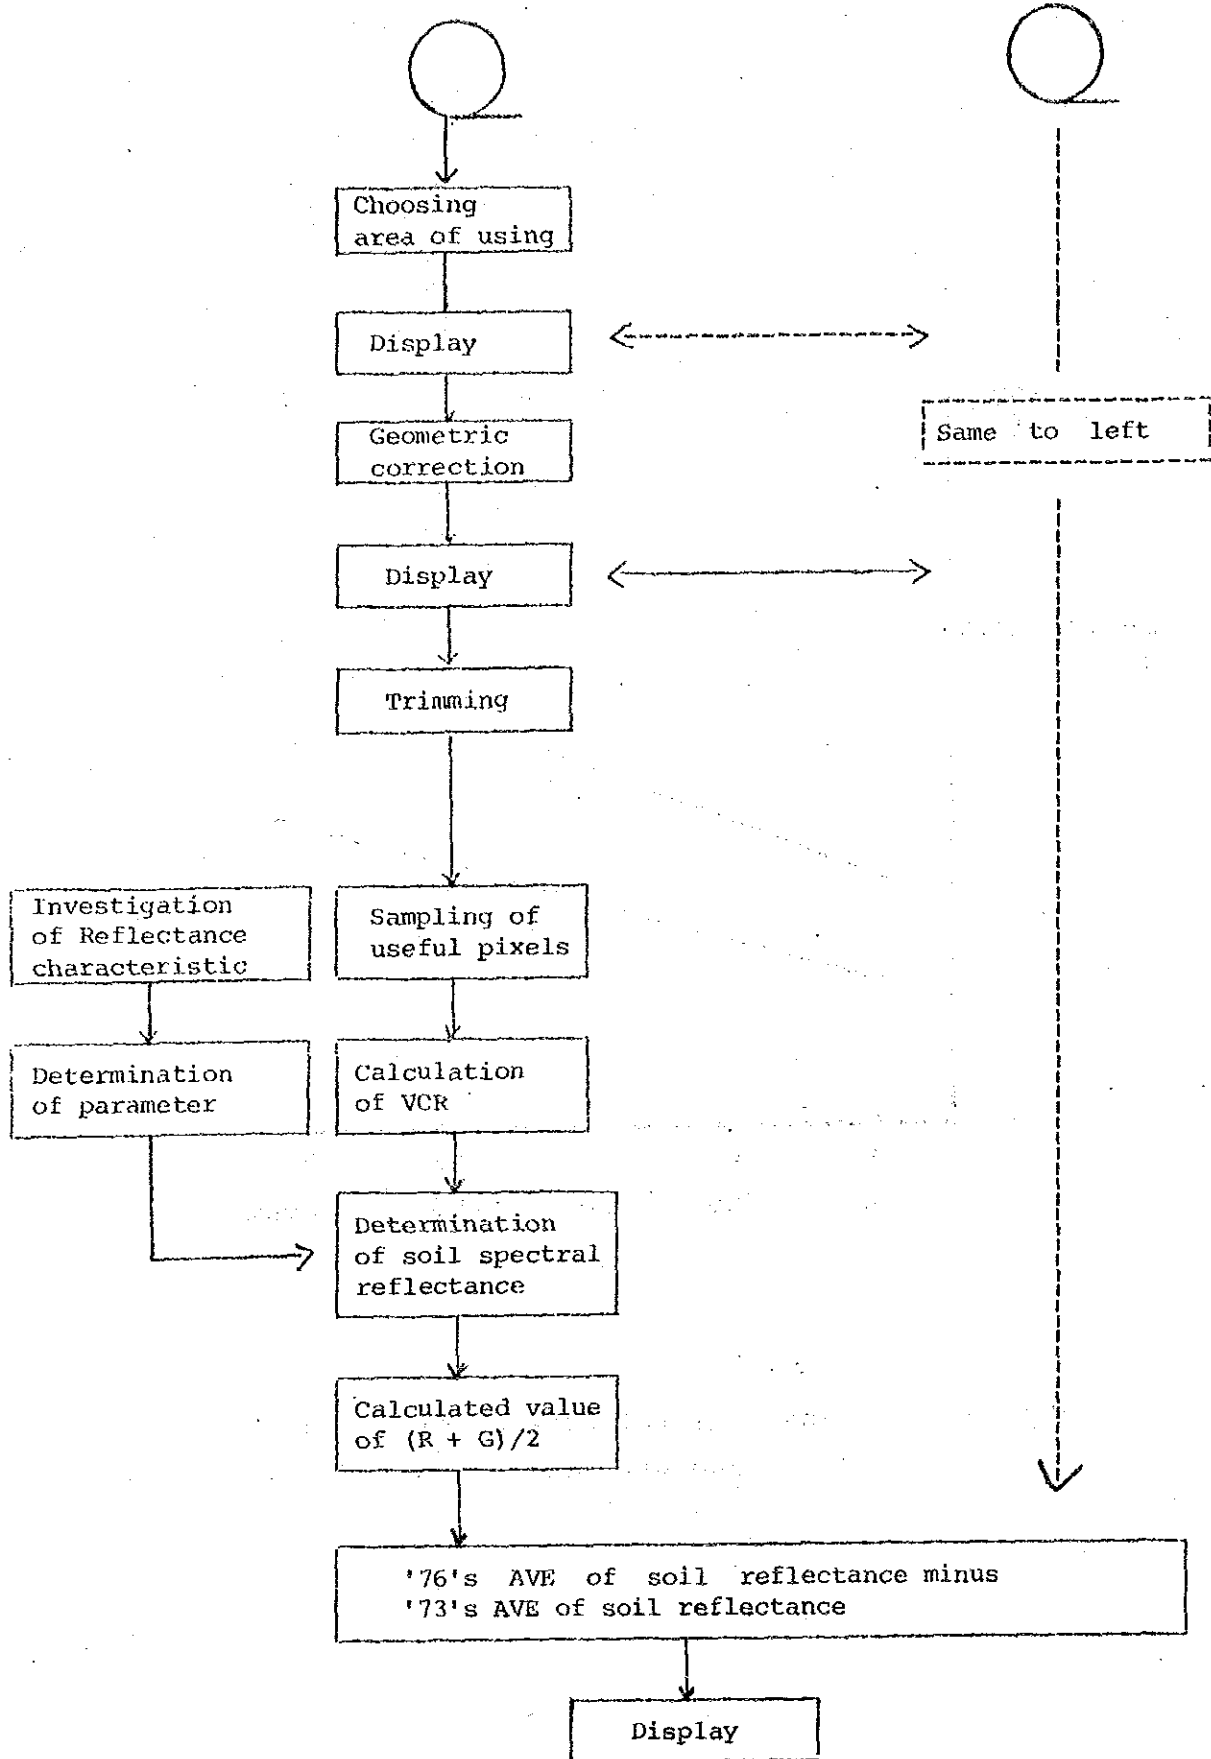 Choosing
area of using
Display
Geometric
correction
Same to left
Display
Trimming
Investigation
of Reflectance
characteristic
Sampling of
useful pixels
Determination
of parameter
Calculation
of VCR
Determination
of soil spectral
reflectance
Calculated value
of (R + G)/2
'76's AVE of soil reflectance minus
'73's AVE of soil reflectance
Display